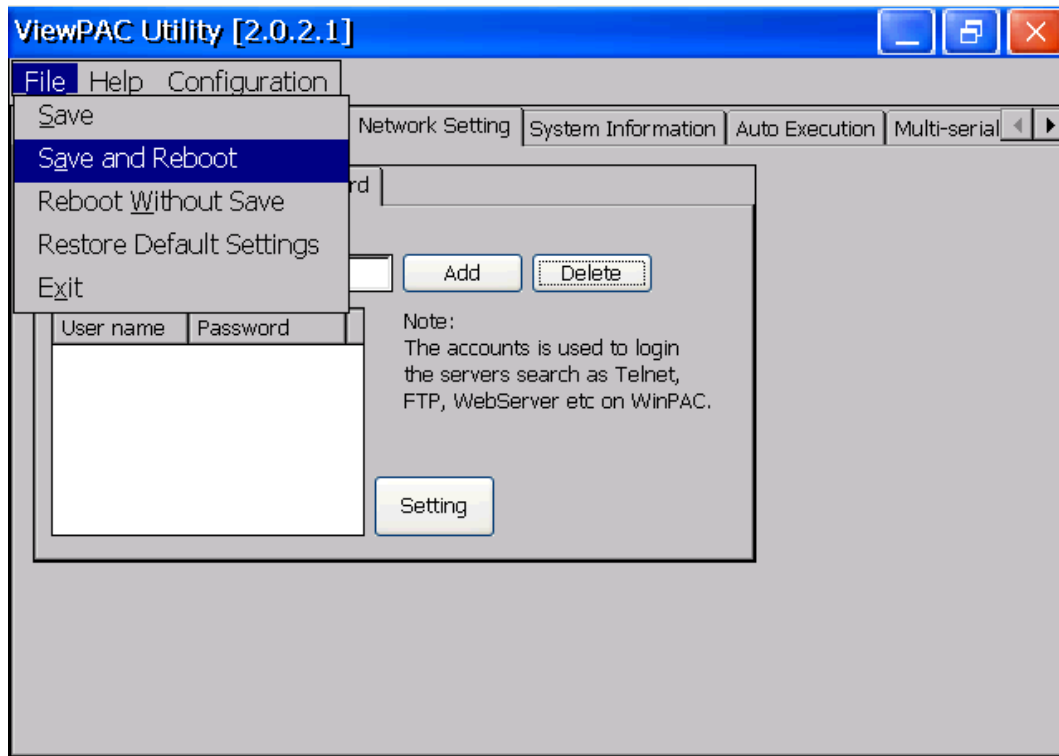 ViewPAC Utility [2.0.2.1]
File Help Configuration
Save
Save and Reboot
Reboot Without Save
Restore Default Settings
Exit
Network Setting System Information Auto Execution Multi-serial
rd
Add Delete
User name Password
Note:
The accounts is used to login
the servers search as Telnet,
FTP, WebServer etc on WinPAC.
Setting